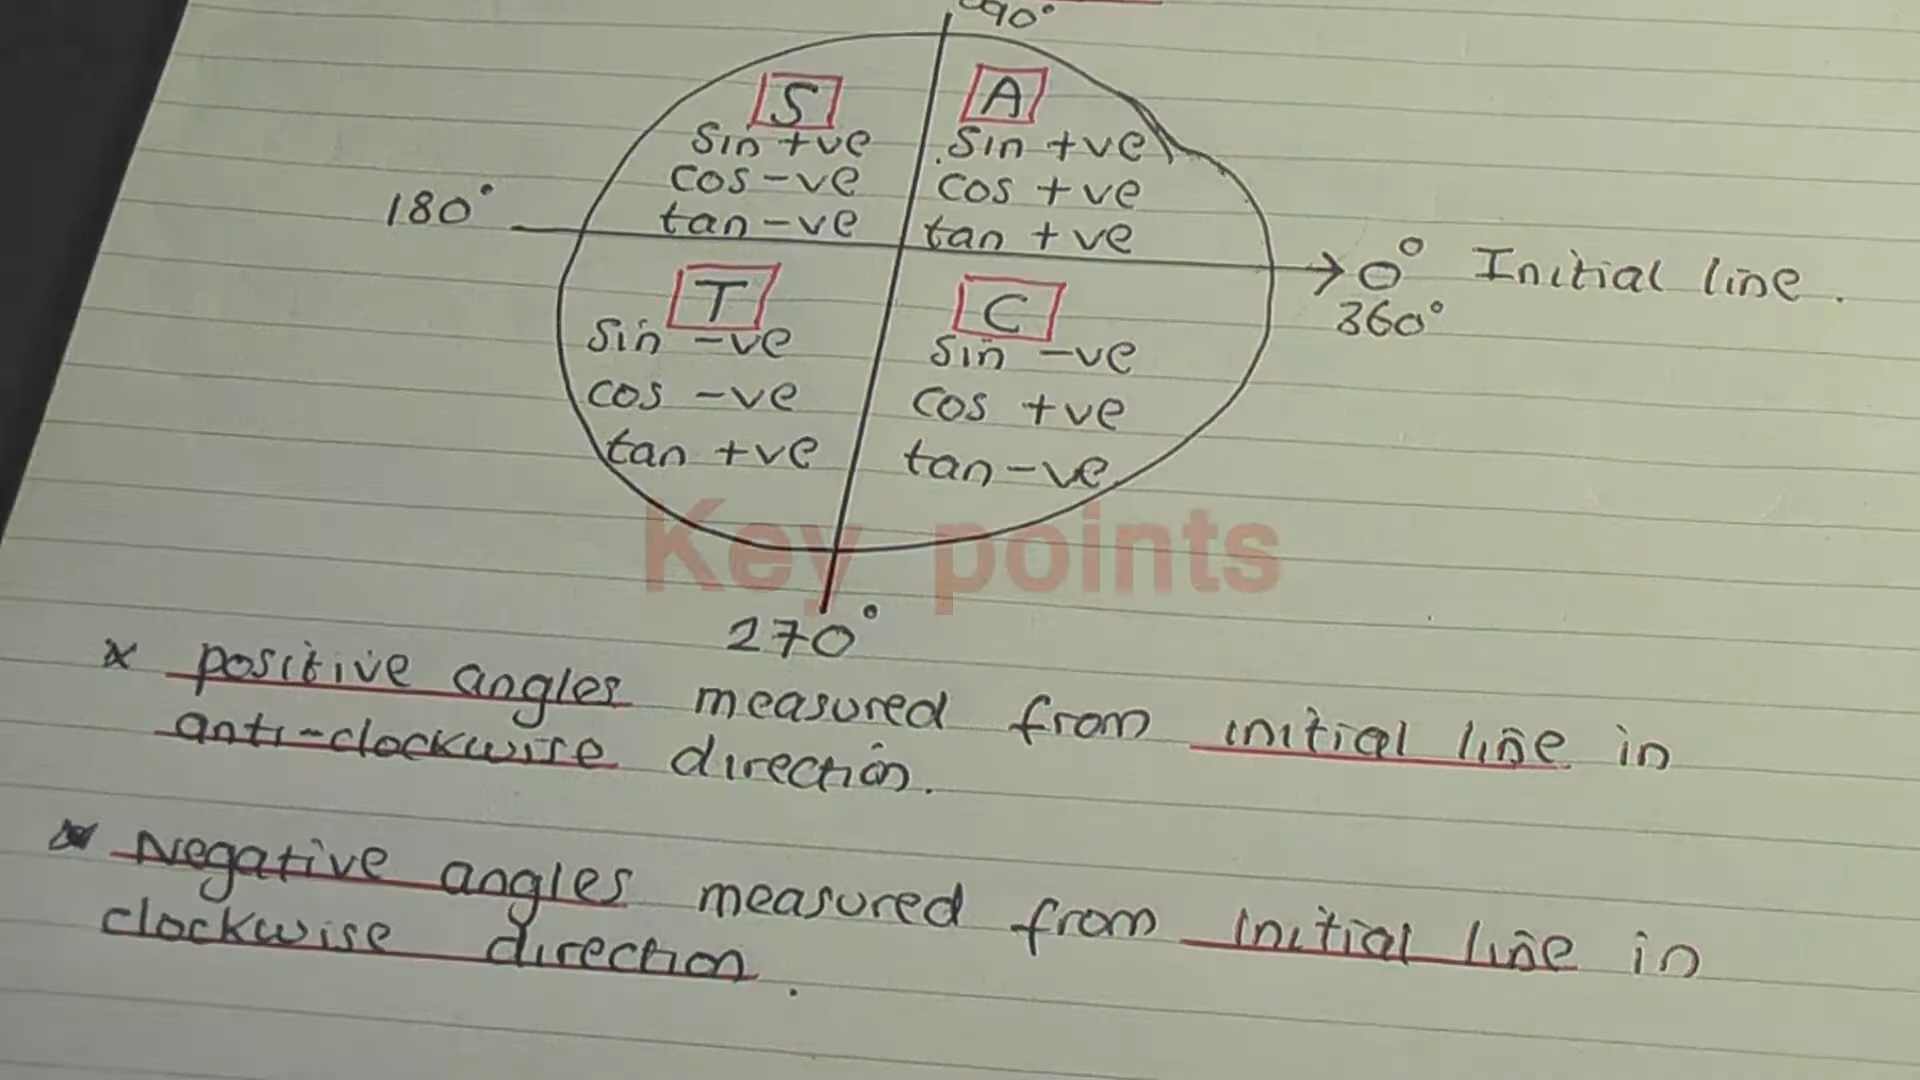 90°
S
A
sin +ve
cos -ve
tan -ve
sin +ve
cos +ve
tan +ve
180°
0° Initial line.
360°
T
C
sin -ve
cos -ve
tan +ve
sin -ve
cos +ve
tan -ve
Key points
270°
* positive angles measured from initial line in
anti-clockwise direction.
* Negative angles measured from initial line in
clockwise direction.